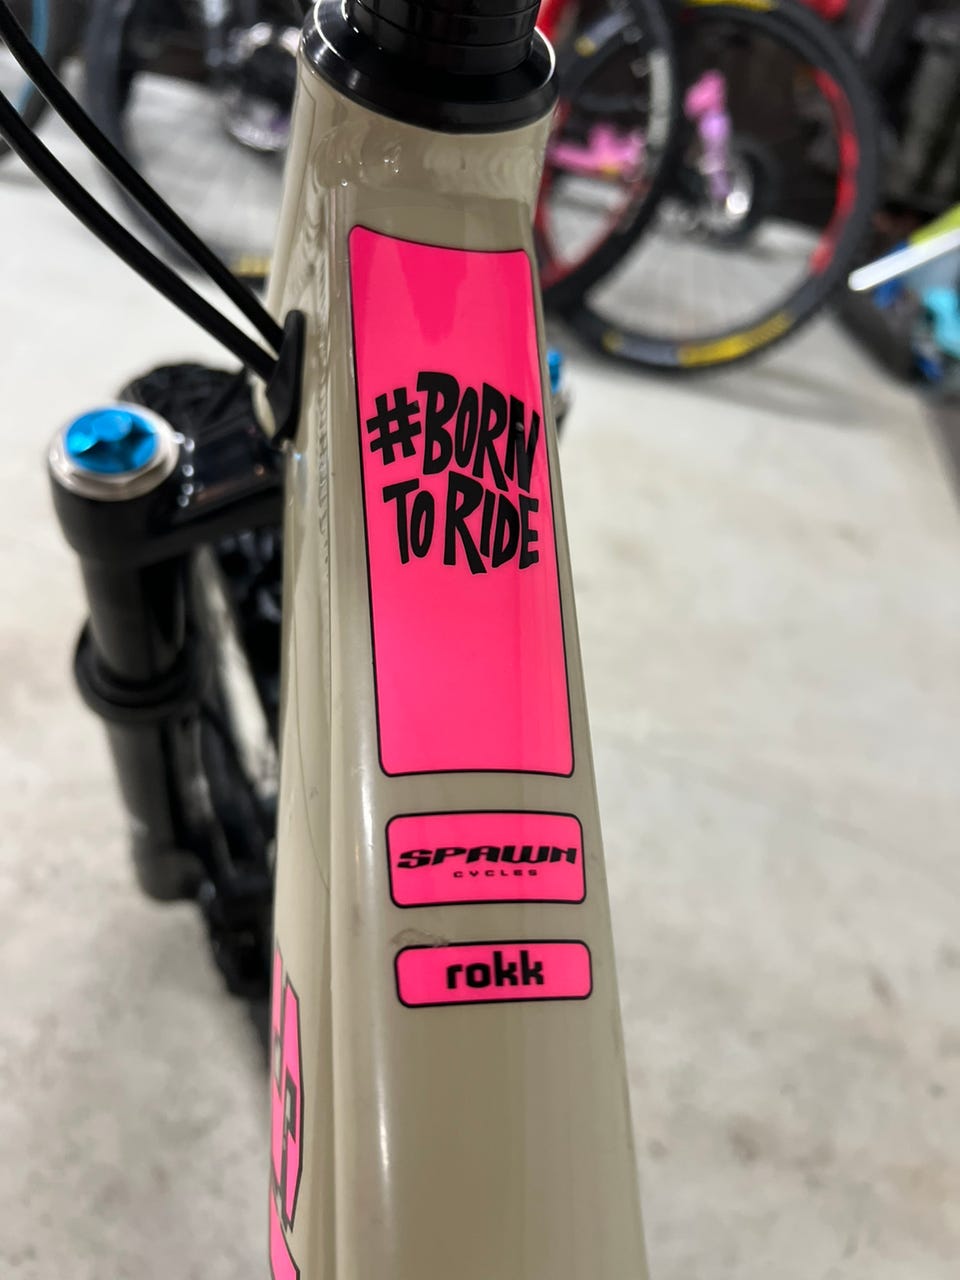 #BORN
TO RIDE
SPAWN
CYCLES
rokk